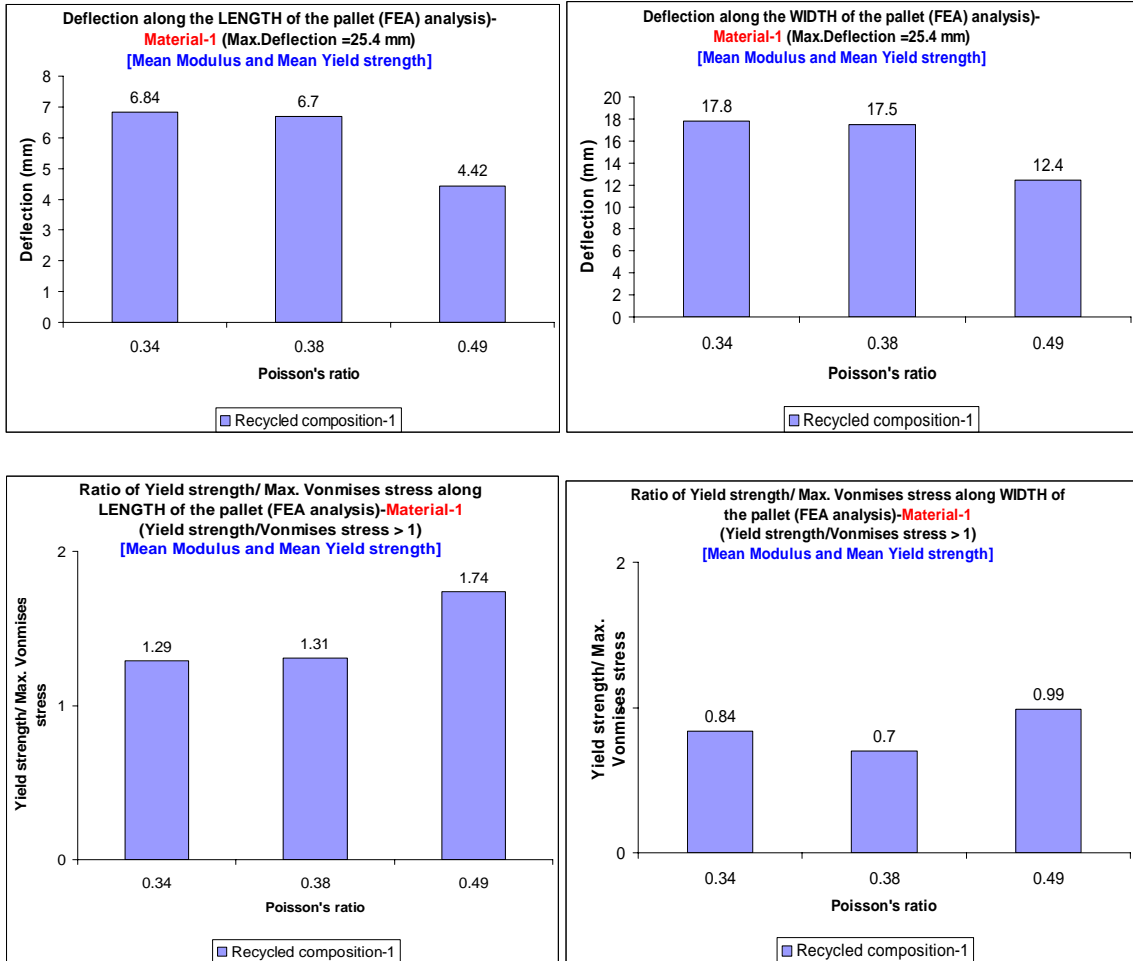 Deflection along the LENGTH of the pallet (FEA) analysis)-
Material-1 (Max.Deflection =25.4 mm)
[Mean Modulus and Mean Yield strength]
Deflection (mm)
8
7
6
5
4
3
2
1
0
6.84
6.7
4.42
0.34
0.38
0.49
Poisson's ratio
Recycled composition-1
Deflection along the WIDTH of the pallet (FEA) analysis)-
Material-1 (Max.Deflection =25.4 mm)
[Mean Modulus and Mean Yield strength]
Deflection (mm)
20
18
16
14
12
10
8
6
4
2
0
17.8
17.5
12.4
0.34
0.38
0.49
Poisson's ratio
Recycled composition-1
Ratio of Yield strength/ Max. Vonmises stress along
LENGTH of the pallet (FEA analysis)-Material-1
(Yield strength/Vonmises stress > 1)
[Mean Modulus and Mean Yield strength]
Yield strength/ Max. Vonmises
stress
2
1
0
1.29
1.31
1.74
0.34
0.38
0.49
Poisson's ratio
Recycled composition-1
Ratio of Yield strength/ Max. Vonmises stress along WIDTH of
the pallet (FEA analysis)-Material-1
(Yield strength/Vonmises stress > 1)
[Mean Modulus and Mean Yield strength]
Yield strength/ Max.
Vonmises stress
2
1
0
0.84
0.7
0.99
0.34
0.38
0.49
Poisson's ratio
Recycled composition-1